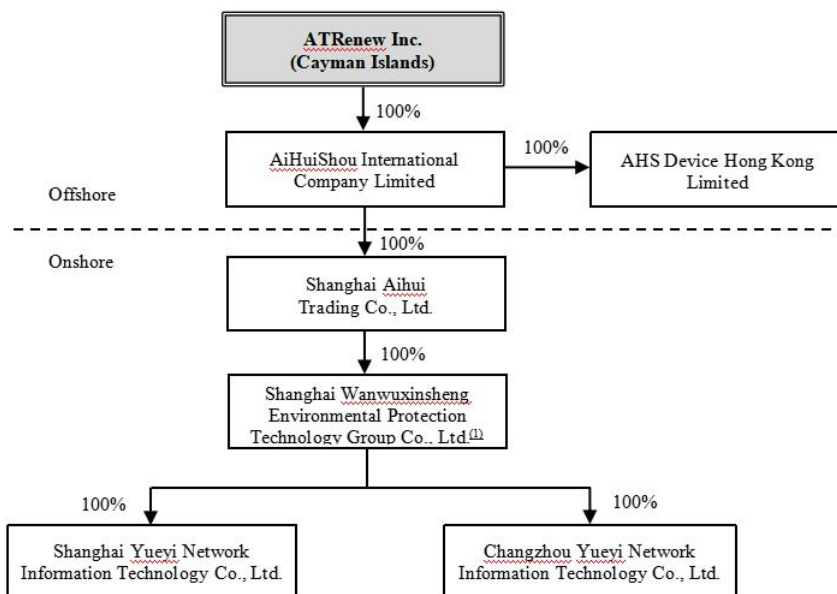 ATRenew Inc.
(Cayman Islands)
100%
AiHuiShou International
Company Limited
100%
AHS Device Hong Kong
Limited
Offshore
100%
Onshore
Shanghai Aihui
Trading Co., Ltd.
100%
Shanghai Wanwuxinsheng
Environmental Protection
Technology Group Co., Ltd.(1)
100%
100%
Shanghai Yueyi Network
Information Technology Co., Ltd.
Changzhou Yueyi Network
Information Technology Co., Ltd.